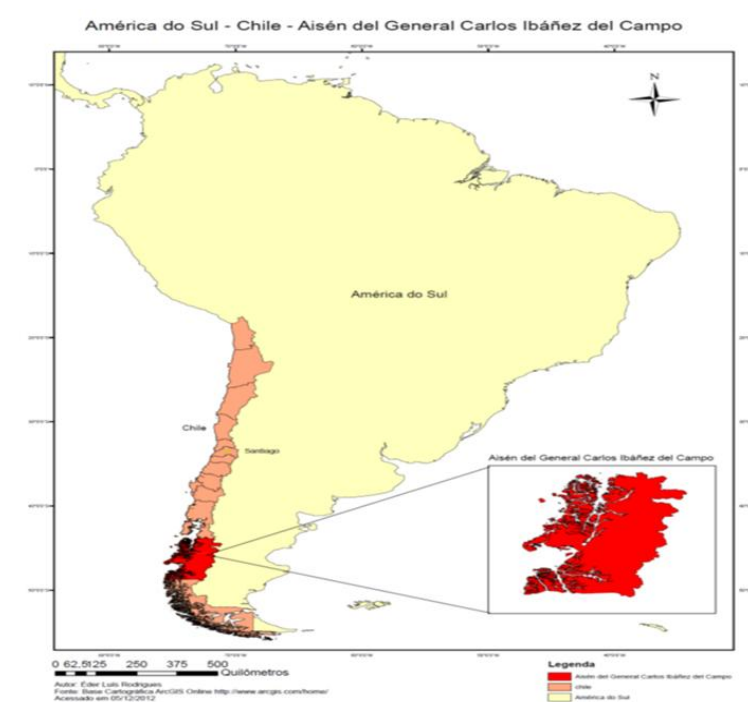 América do Sul - Chile - Aisén del General Carlos Ibáñez del Campo
N
América do Sul
Chile
Santiago
Aisén del General Carlos Ibáñez del Campo
0 62,5125 250 375 500
Quilômetros
Autor: Éder Luís Rodrigues
Fonte: Base Cartográfica ArcGIS Online http://www.arcgis.com/home/
Acessado em 05/12/2012
Legenda
Aisén del General Carlos Ibáñez del Campo
chile
América do Sul